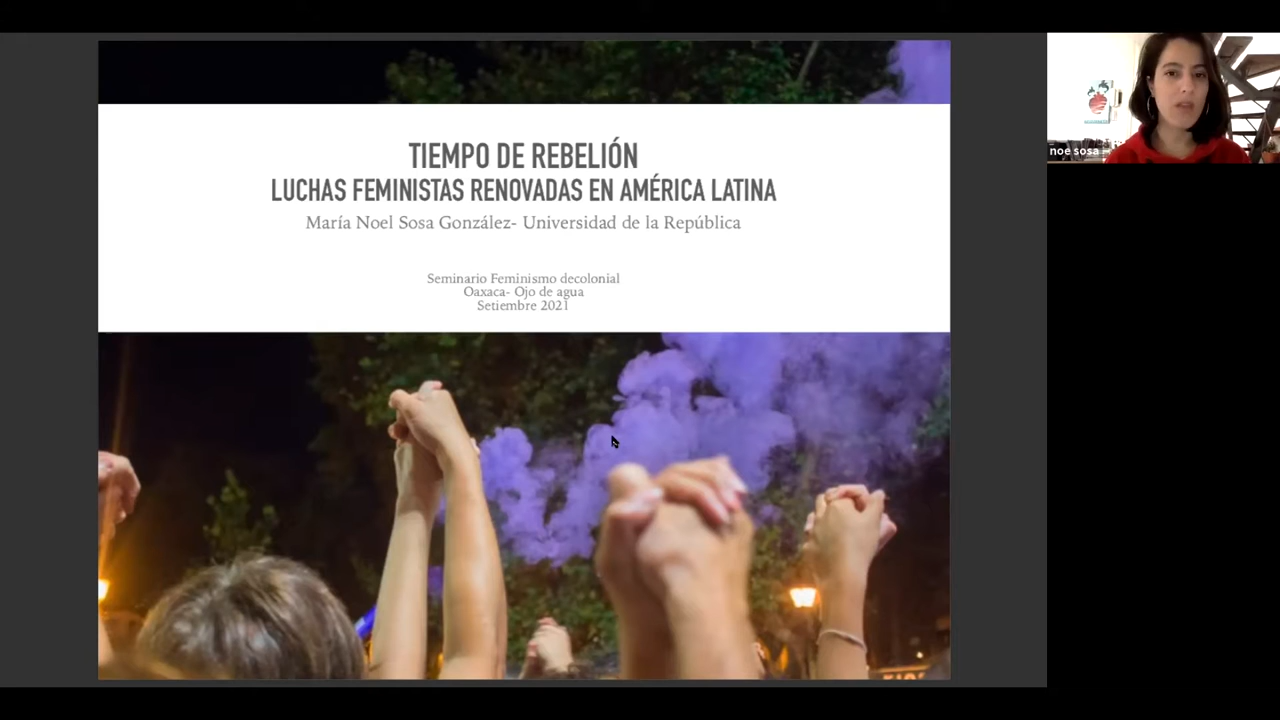 TIEMPO DE REBELIÓN
LUCHAS FEMINISTAS RENOVADAS EN AMÉRICA LATINA
María Noel Sosa González- Universidad de la República
Seminario Feminismo decolonial
Oaxaca- Ojo de agua
Setiembre 2021
noe sosa